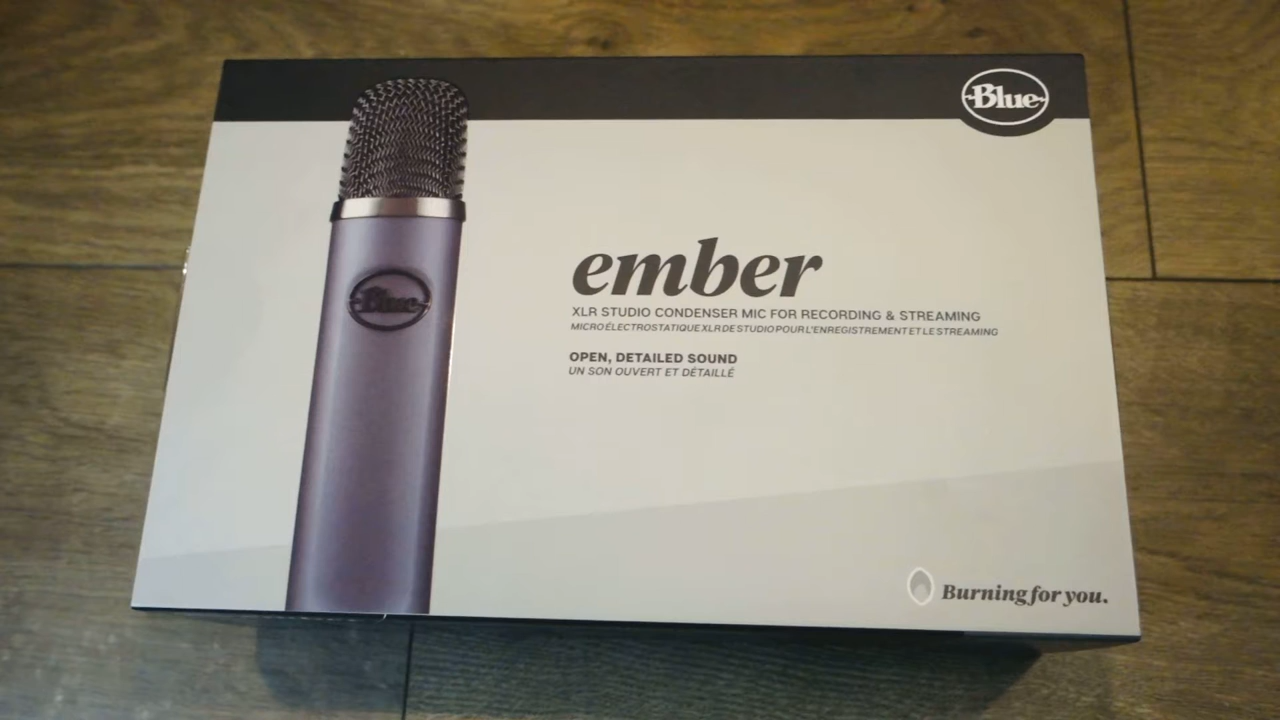 Blue
Blue
ember
XLR STUDIO CONDENSER MIC FOR RECORDING & STREAMING
MICRO ÉLECTROSTATIQUE XLR DE STUDIO POUR L'ENREGISTREMENT ET LE STREAMING
OPEN, DETAILED SOUND
UN SON OUVERT ET DÉTAILLÉ
Burning for you.